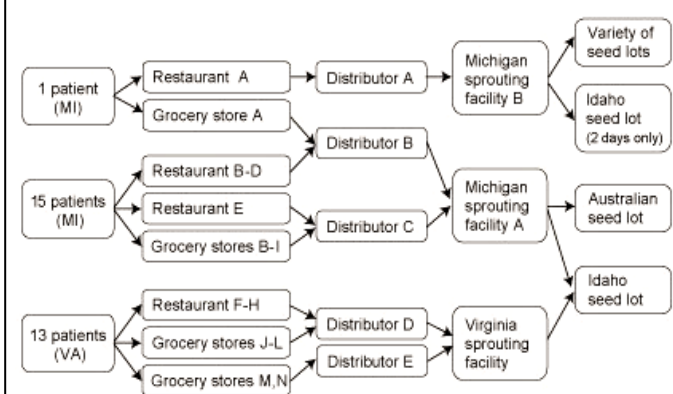 1 patient
(MI)
Restaurant A
Grocery store A
Distributor A
Michigan
sprouting
facility B
Variety of
seed lots
Idaho
seed lot
(2 days only)
15 patients
(MI)
Restaurant B-D
Restaurant E
Grocery stores B-I
Distributor B
Distributor C
Michigan
sprouting
facility A
Australian
seed lot
Idaho
seed lot
13 patients
(VA)
Restaurant F-H
Grocery stores J-L
Grocery stores M,N
Distributor D
Distributor E
Virginia
sprouting
facility